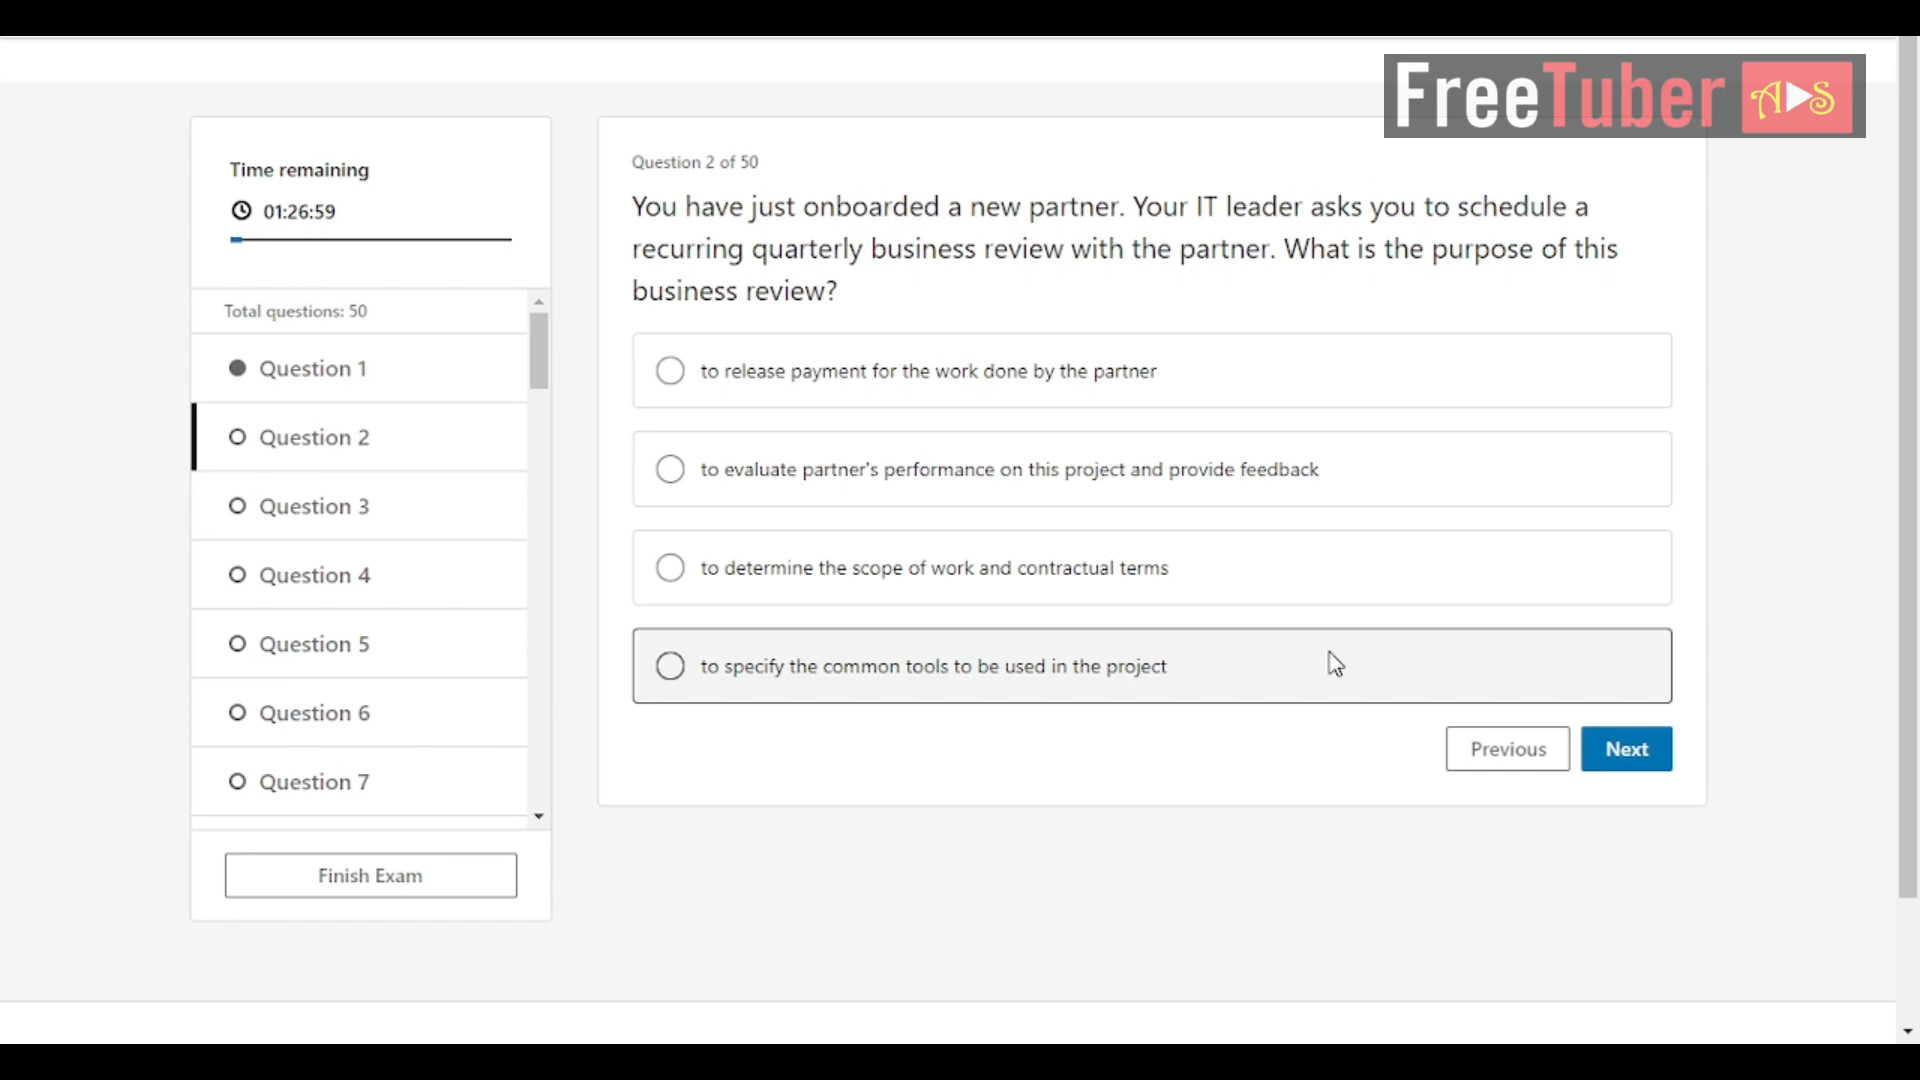 FreeTuber
Time remaining
01:26:59
Total questions: 50
Question 1
Question 2
Question 3
Question 4
Question 5
Question 6
Question 7
Finish Exam
Question 2 of 50
You have just onboarded a new partner. Your IT leader asks you to schedule a
recurring quarterly business review with the partner. What is the purpose of this
business review?
to release payment for the work done by the partner
to evaluate partner's performance on this project and provide feedback
to determine the scope of work and contractual terms
to specify the common tools to be used in the project
Previous
Next